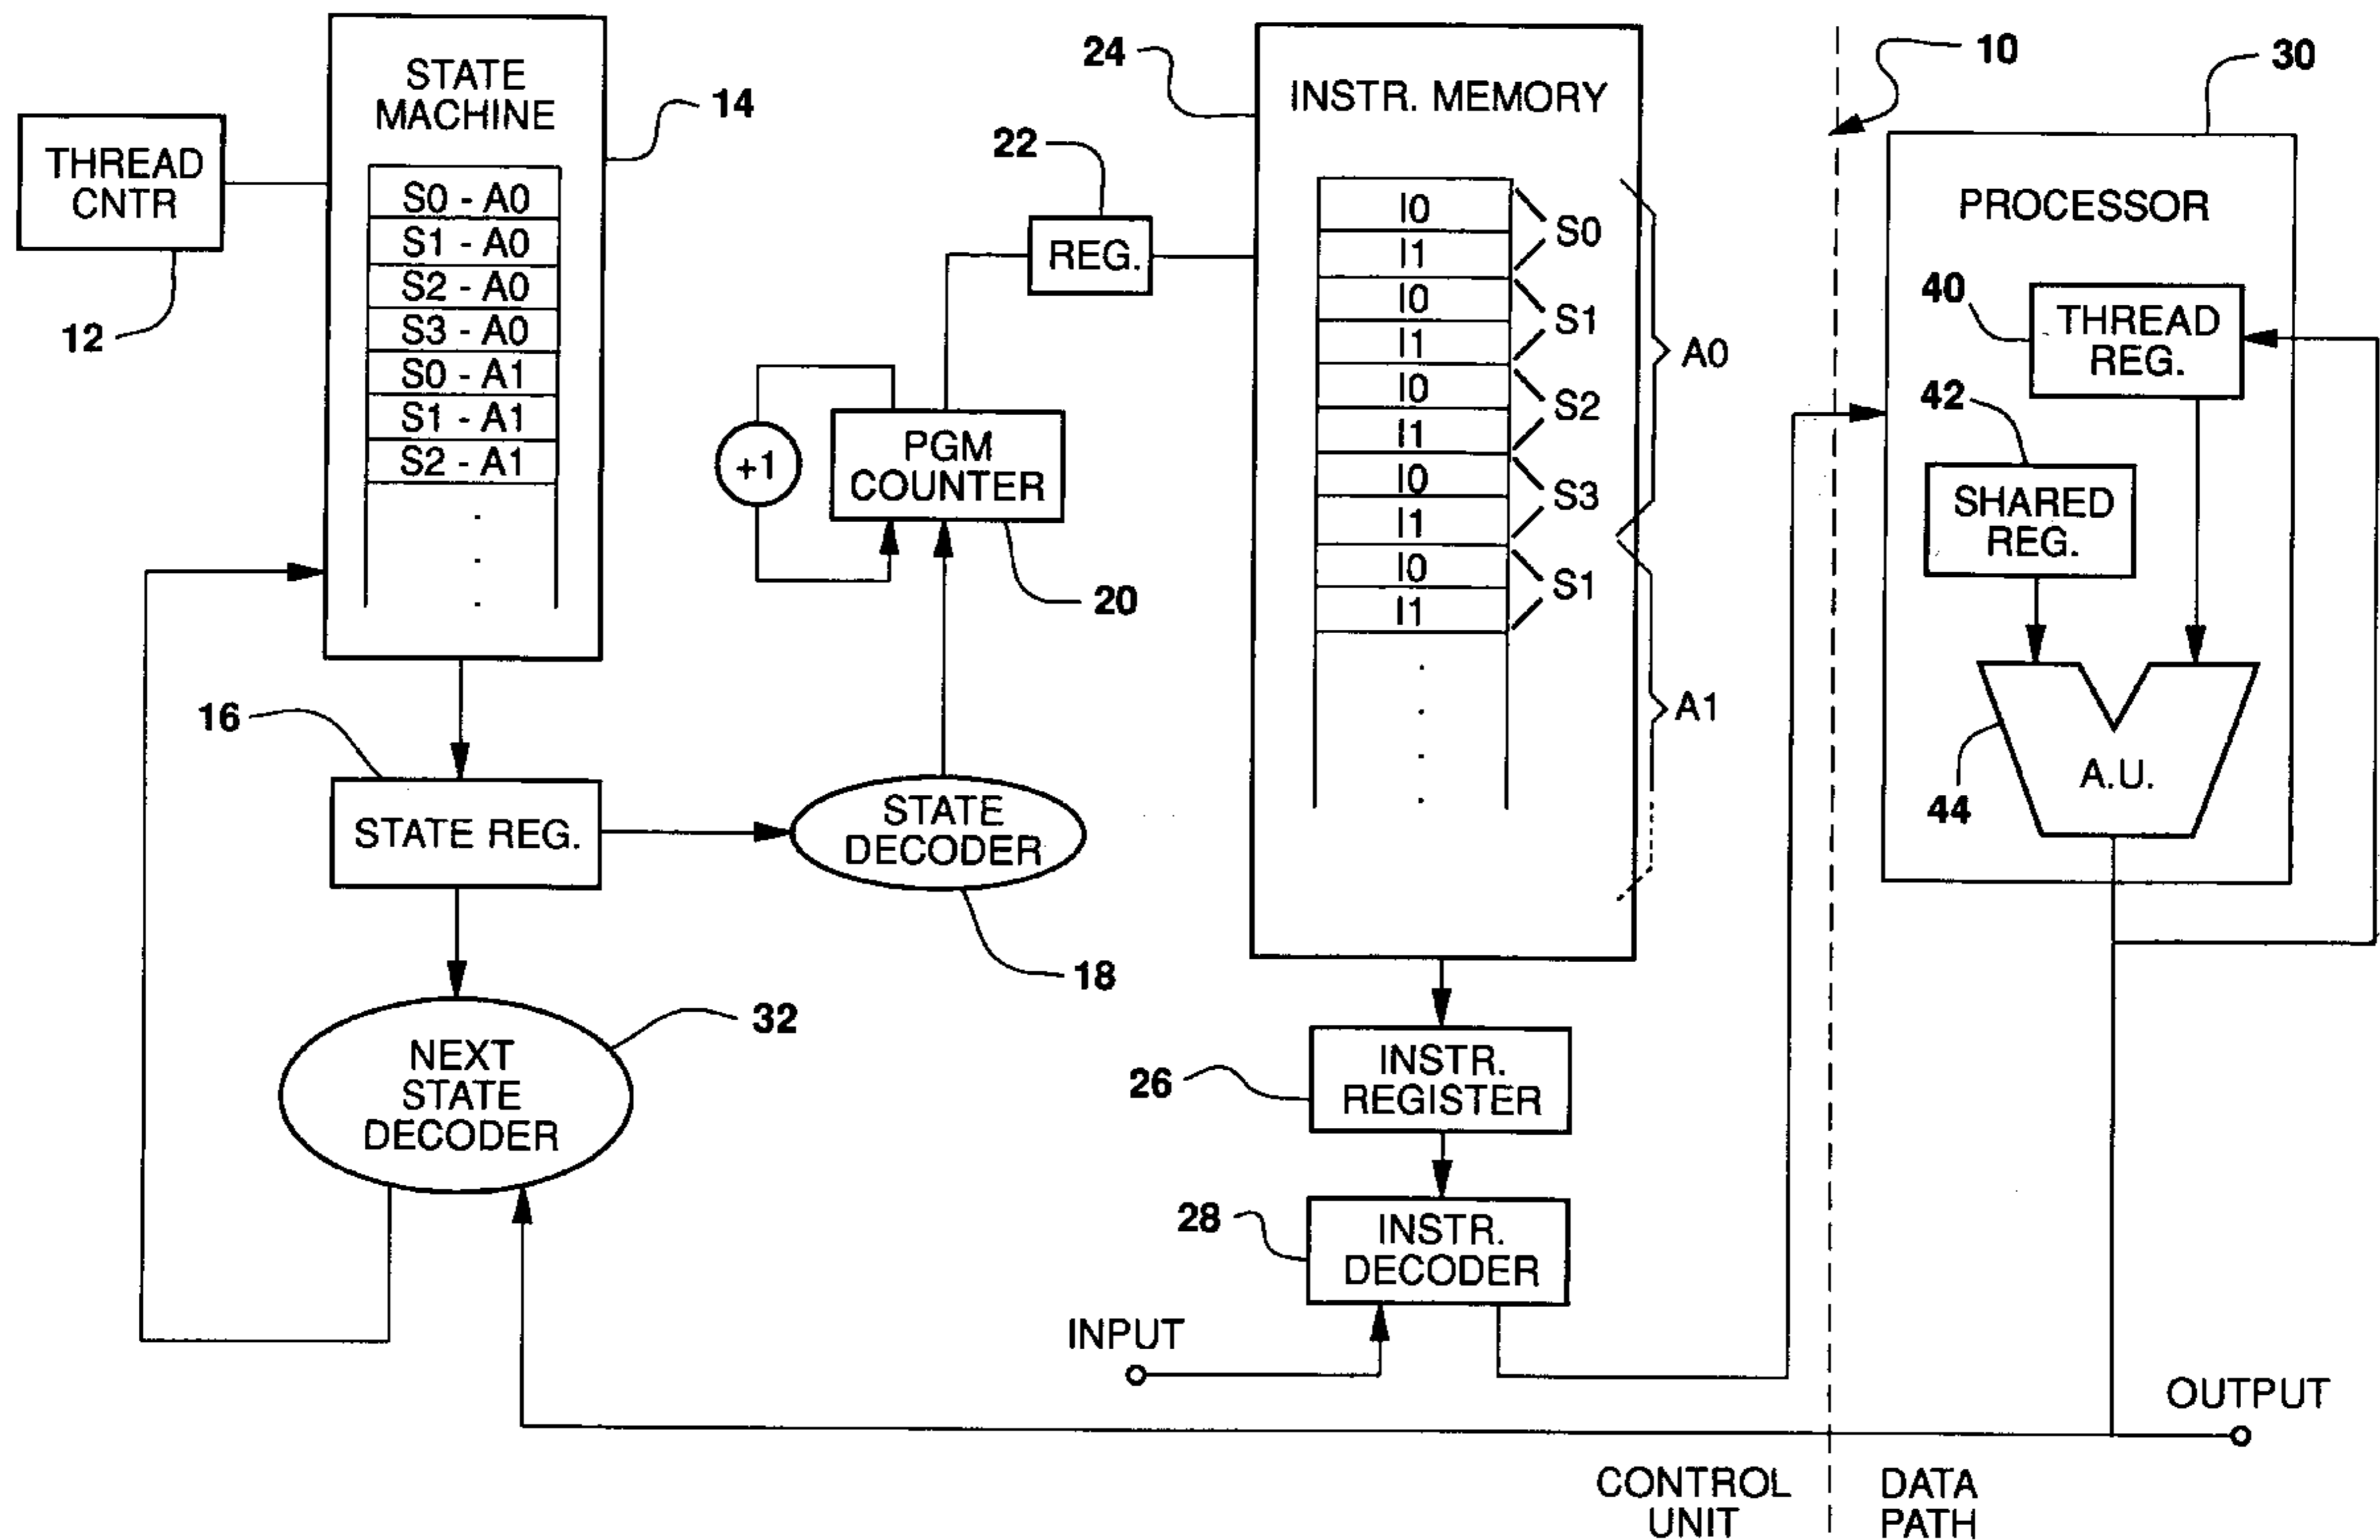 STATE
MACHINE
14
THREAD
CNTR
12
S0 - A0
S1 - A0
S2 - A0
S3 - A0
S0 - A1
S1 - A1
S2 - A1
.
.
.
16
STATE REG.
STATE
DECODER
18
NEXT
STATE
DECODER
32
+1
PGM
COUNTER
20
22
REG.
24
INSTR. MEMORY
I0
I1
S0
I0
I1
S1
I0
I1
S2
I0
I1
S3
A0
I0
I1
S1
A1
.
.
.
.
26
INSTR.
REGISTER
28
INSTR.
DECODER
INPUT
10
30
PROCESSOR
40
THREAD
REG.
42
SHARED
REG.
44
A.U.
OUTPUT
CONTROL
UNIT
DATA
PATH